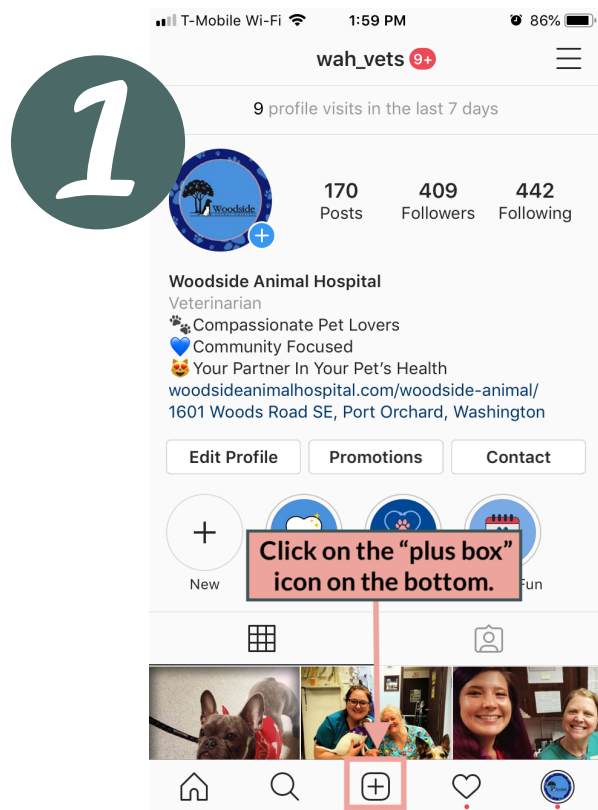 1
T-Mobile Wi-Fi 1:59 PM 86%
wah_vets 9+
9 profile visits in the last 7 days
Woodside
170 409 442
Posts Followers Following
Woodside Animal Hospital
Veterinarian
🐾Compassionate Pet Lovers
💙Community Focused
😻Your Partner In Your Pet's Health
woodsideanimalhospital.com/woodside-animal/
1601 Woods Road SE, Port Orchard, Washington
Edit Profile Promotions Contact
Click on the “plus box”
icon on the bottom.
New Fun